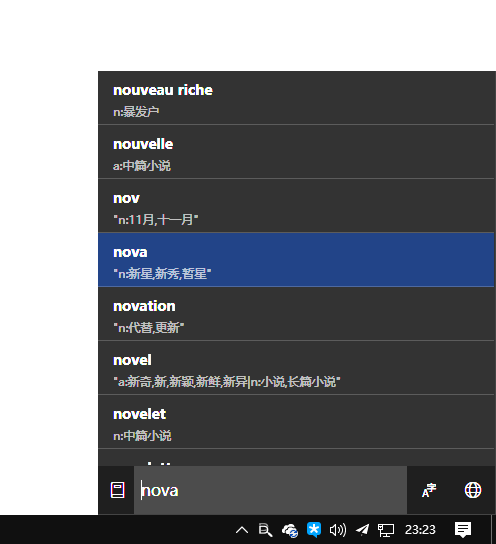 nouveau riche
n:暴发户
nouvelle
a:中篇小说
nov
"n:11月,十一月"
nova
"n:新星,新秀,暂星"
novation
"n:代替,更新"
novel
"a:新奇,新,新颖,新鲜,新异|n:小说,长篇小说"
novelet
n:中篇小说
nova
A字
23:23